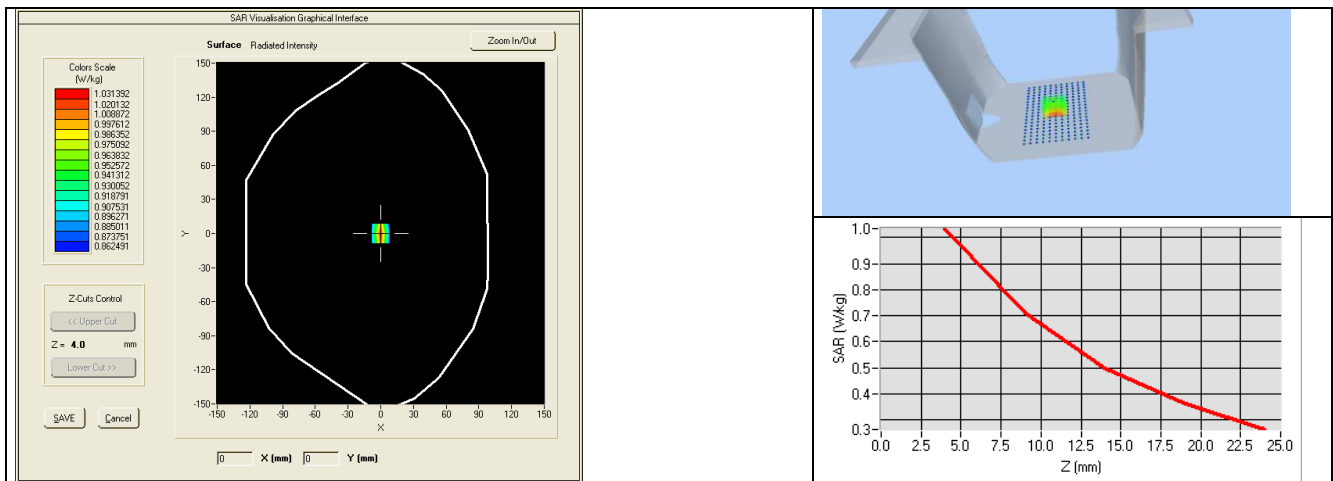 SAR Visualisation Graphical Interface
Surface Radiated Intensity
Zoom In/Out
Colors Scale
(W/kg)
1.031392
1.020132
1.008872
0.997612
0.986352
0.975092
0.963832
0.952572
0.941312
0.930052
0.918791
0.907531
0.896271
0.885011
0.873751
0.862491
Z-Cuts Control
<< Upper Cut
Z = 4.0 mm
Lower Cut >>
SAVE Cancel
150
120
90
60
30
0
-30
-60
-90
-120
-150
Y
-150 -120 -90 -60 -30 0 30 60 90 120 150
X
0 X (mm) 0 Y (mm)
1.0
0.9
0.8
0.7
0.6
0.5
0.4
0.3
SAR (W/kg)
0.0 2.5 5.0 7.5 10.0 12.5 15.0 17.5 20.0 22.5 25.0
Z (mm)